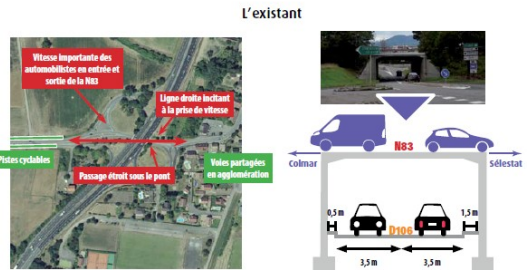 L'existant
Vitesse importante des
automobilistes en entrée et
sortie de la N83
Ligne droite incitant
à la prise de vitesse
Pistes cyclables
Passage étroit sous le pont
Voies partagées
en agglomération
N83
Colmar
Sélestat
0,5 m
1,5 m
D106
3,5 m
3,5 m